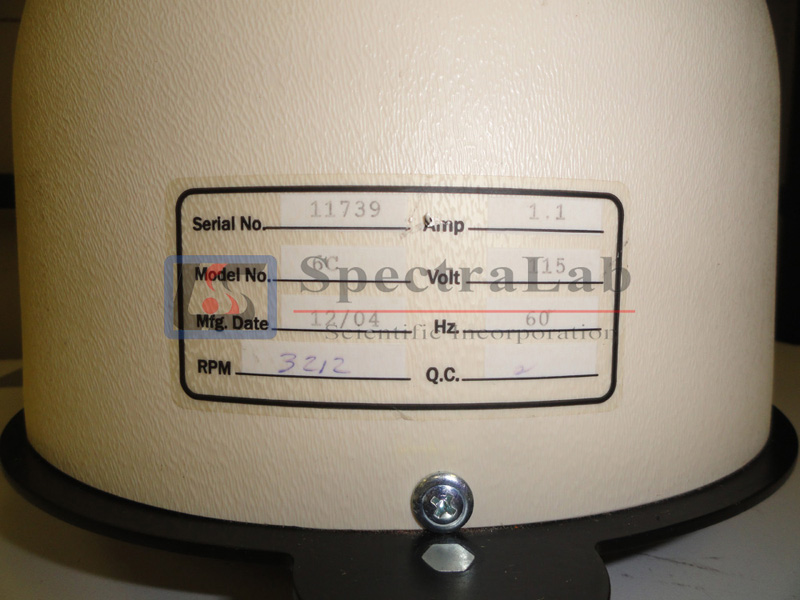 Serial No. 11739 Amp 1.1
Model No. 6C Volt 115
SpectraLab
Mfg. Date 12/04 Hz. 60
Scientific Incorporation
RPM 3212 Q.C.